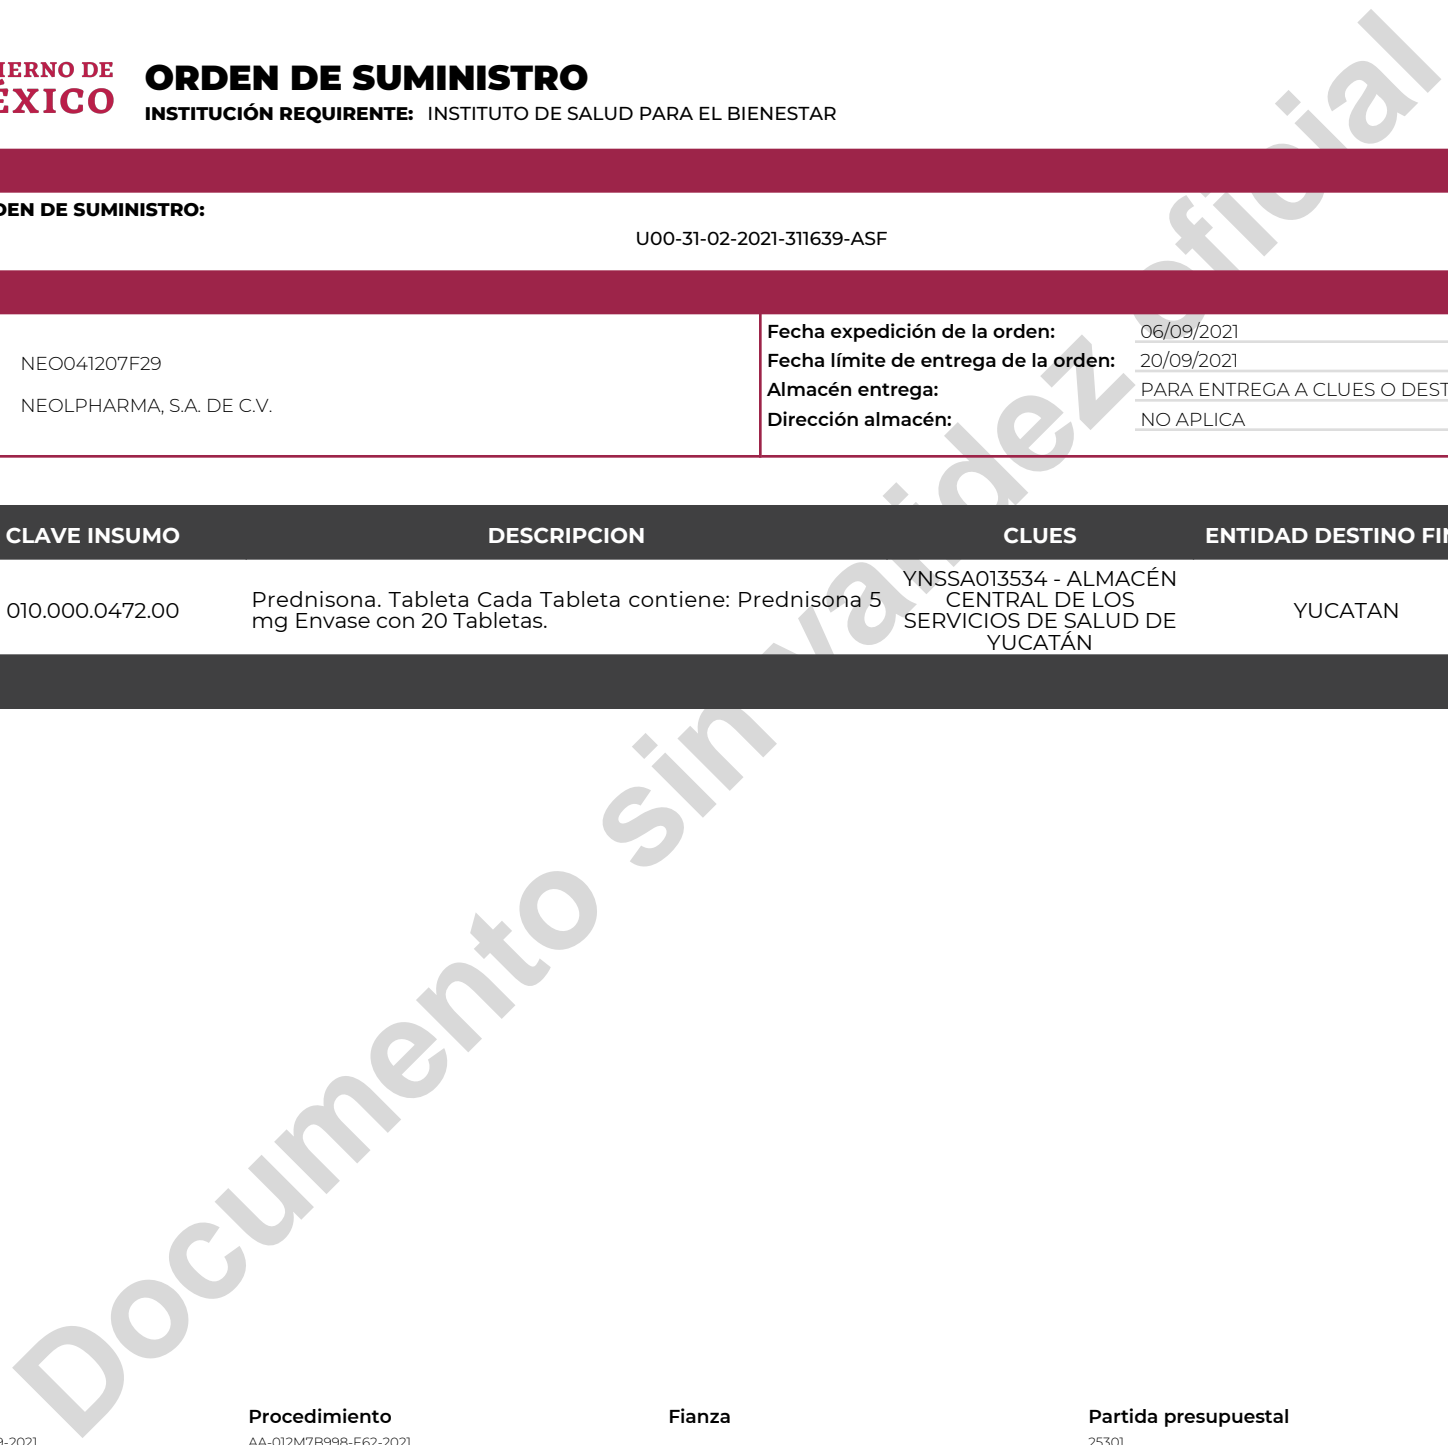 IERNO DE
ÉXICO
ORDEN DE SUMINISTRO
INSTITUCIÓN REQUIRENTE: INSTITUTO DE SALUD PARA EL BIENESTAR
DEN DE SUMINISTRO:
U00-31-02-2021-311639-ASF
NEO041207F29
NEOLPHARMA, S.A. DE C.V.
Fecha expedición de la orden: 06/09/2021
Fecha límite de entrega de la orden: 20/09/2021
Almacén entrega: PARA ENTREGA A CLUES O DEST
Dirección almacén: NO APLICA
CLAVE INSUMO DESCRIPCION CLUES ENTIDAD DESTINO FIN
010.000.0472.00
Prednisona. Tableta Cada Tableta contiene: Prednisona 5
mg Envase con 20 Tabletas.
YNSSA013534 - ALMACÉN
CENTRAL DE LOS
SERVICIOS DE SALUD DE
YUCATÁN
YUCATAN
Documento sin validez oficial
Procedimiento Fianza Partida presupuestal
9-2021 AA-012M7B998-E62-2021 25301